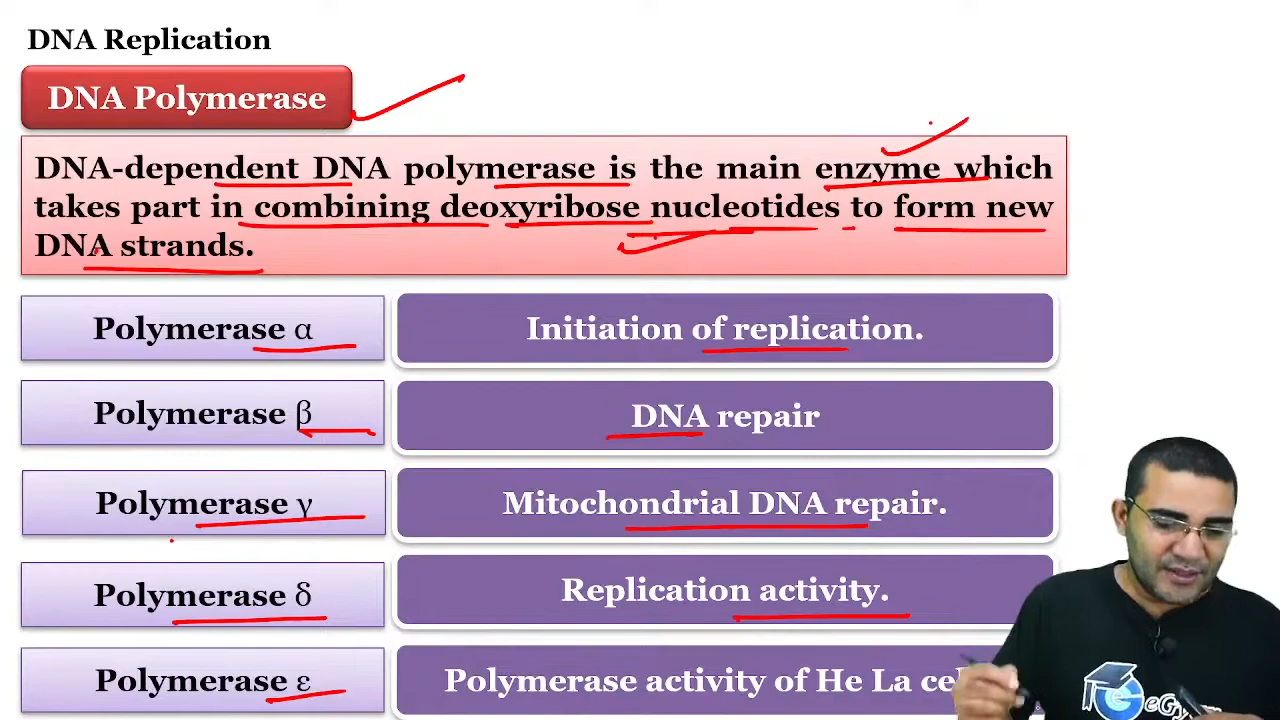 DNA Replication
DNA Polymerase
DNA-dependent DNA polymerase is the main enzyme which
takes part in combining deoxyribose nucleotides to form new
DNA strands.
Polymerase α
Initiation of replication.
Polymerase β
DNA repair
Polymerase γ
Mitochondrial DNA repair.
Polymerase δ
Replication activity.
Polymerase ε
Polymerase activity of He La